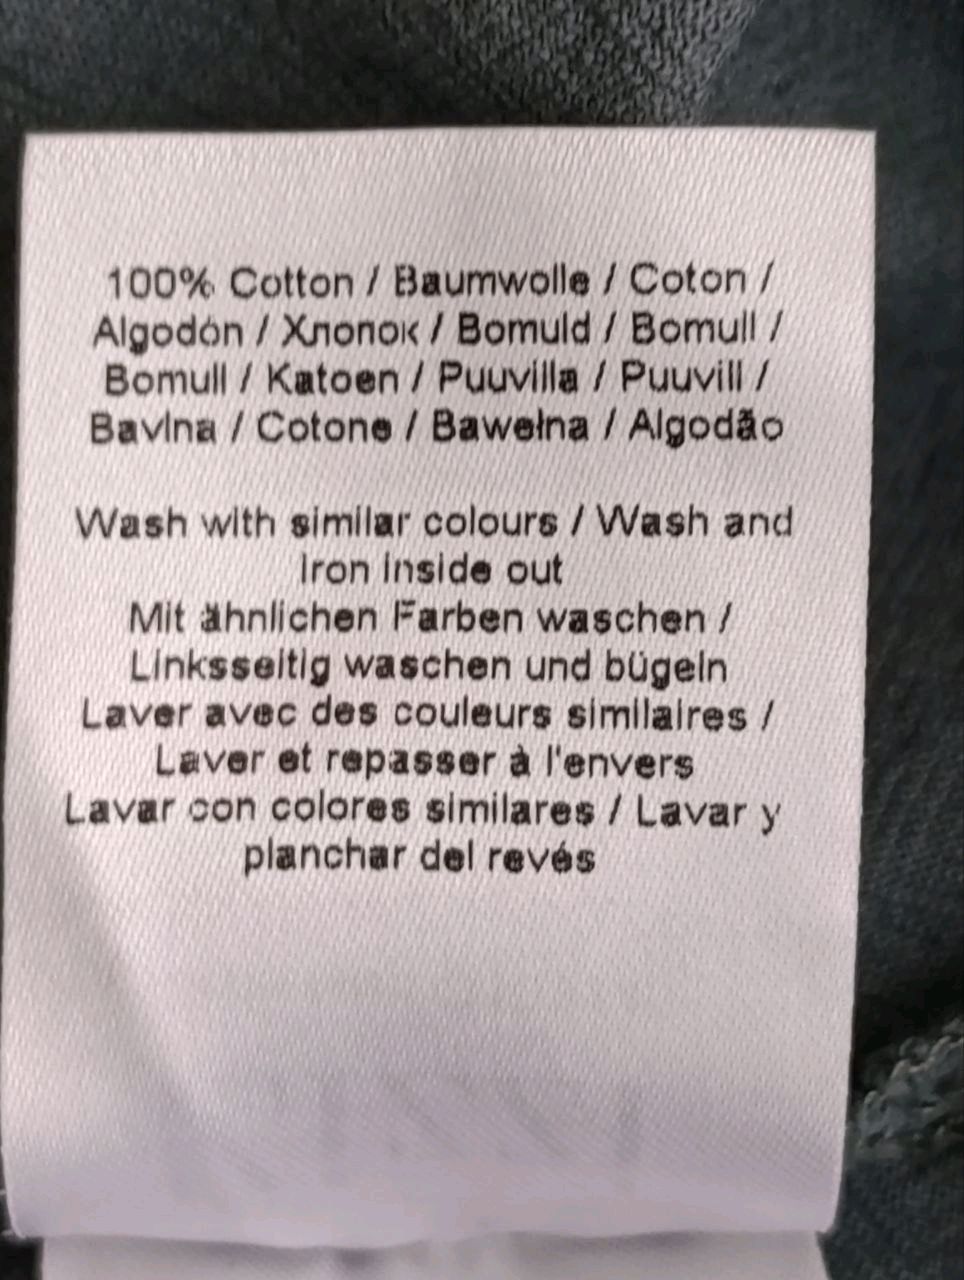 100% Cotton / Baumwolle / Coton /
Algodón / Хлопок / Bomuld / Bomull /
Bomull / Katoen / Puuvilla / Puuvill /
Bavlna / Cotone / Bawełna / Algodão
Wash with similar colours / Wash and
Iron inside out
Mit ähnlichen Farben waschen /
Linksseitig waschen und bügeln
Laver avec des couleurs similaires /
Laver et repasser à l'envers
Lavar con colores similares / Lavar y
planchar del revés